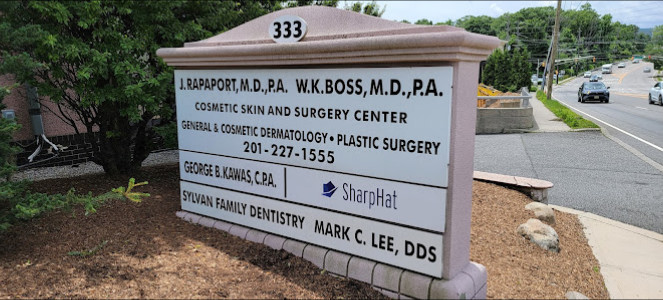 333
J.RAPAPORT,M.D.,P.A. W.K.BOSS,M.D.,P.A.
COSMETIC SKIN AND SURGERY CENTER
GENERAL & COSMETIC DERMATOLOGY • PLASTIC SURGERY
201-227-1555
GEORGE B.KAWAS,C.P.A.
SharpHat
SYLVAN FAMILY DENTISTRY MARK C. LEE, DDS